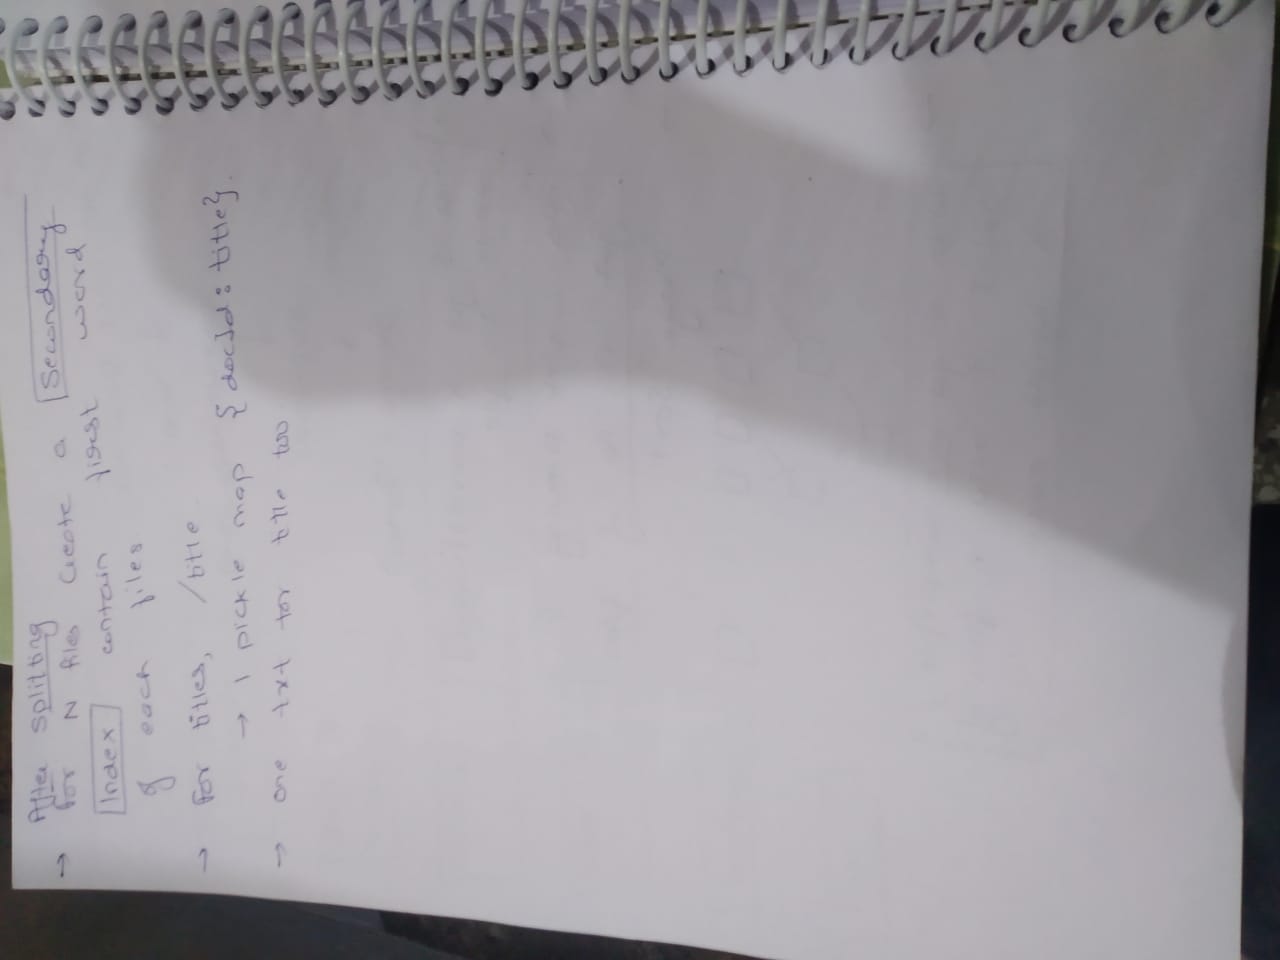 After splitting
→ for N files create a Secondary
Index contain first word
of each files
→ for titles, /title
→ 1 pickle map {docId : title}.
→ one txt for title too